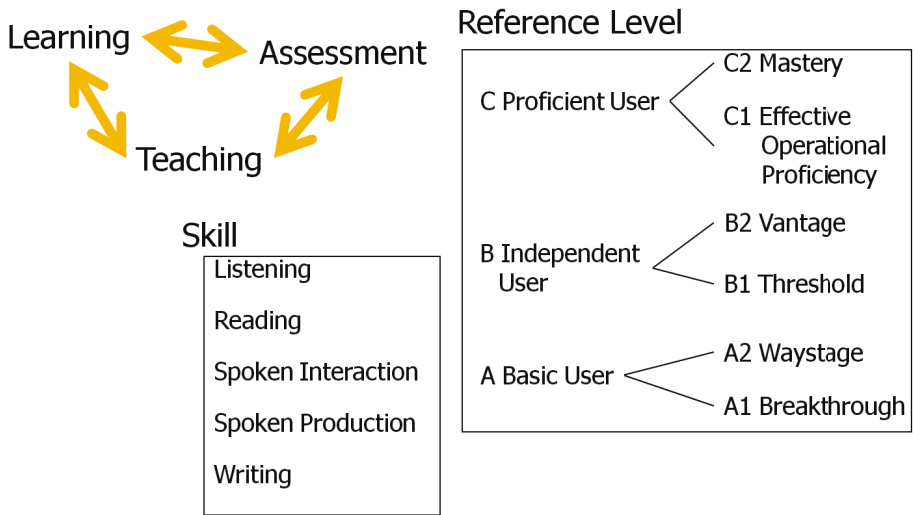 Learning
Assessment
Teaching
Skill
Listening
Reading
Spoken Interaction
Spoken Production
Writing
Reference Level
C Proficient User
C2 Mastery
C1 Effective
Operational
Proficiency
B Independent
User
B2 Vantage
B1 Threshold
A Basic User
A2 Waystage
A1 Breakthrough